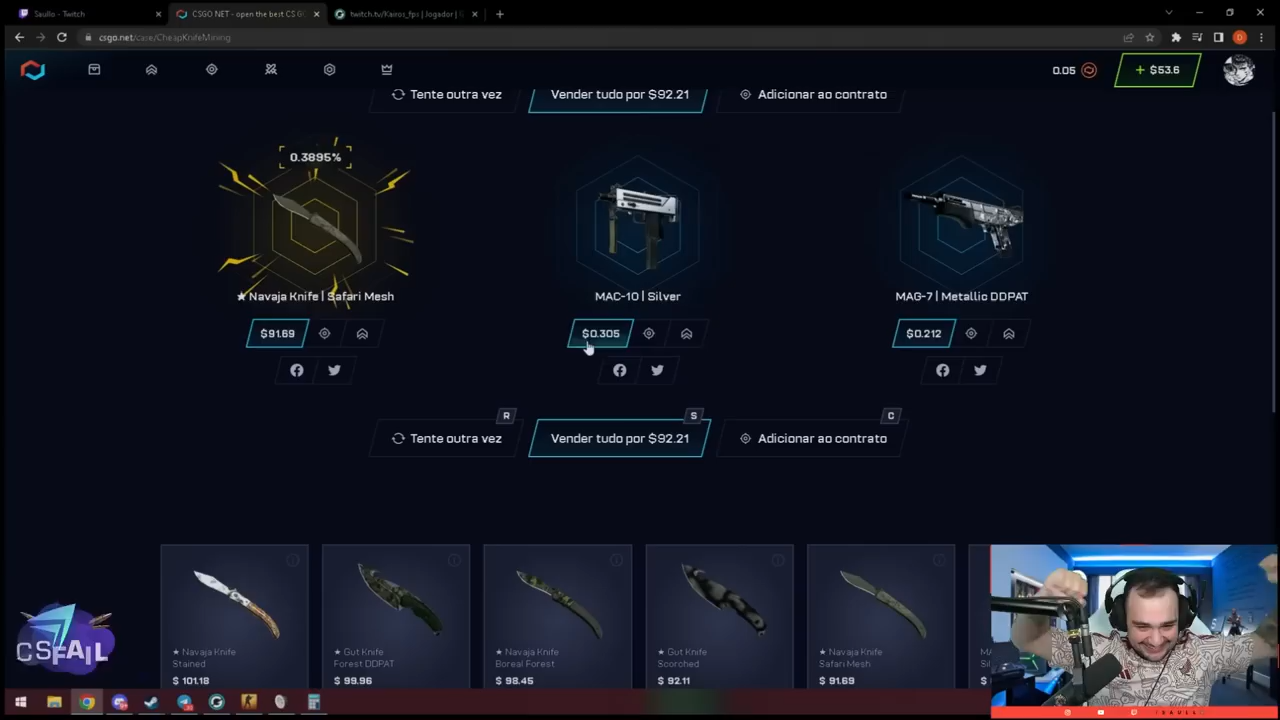 Saullo - Twitch
CSGO NET - open the best CS GO
twitch.tv/Kairos_fps | Jogador |
csgo.net/case/CheapKnifeMining
0.05
+ $53.6
Tente outra vez
Vender tudo por $92.21
Adicionar ao contrato
0.3895%
★ Navaja Knife | Safari Mesh
MAC-10 | Silver
MAG-7 | Metallic DDPAT
$91.69
$0.305
$0.212
R
S
C
Tente outra vez
Vender tudo por $92.21
Adicionar ao contrato
★ Navaja Knife
Stained
$ 101.18
★ Gut Knife
Forest DDPAT
$ 99.96
★ Navaja Knife
Boreal Forest
$ 98.45
★ Gut Knife
Scorched
$ 92.11
★ Navaja Knife
Safari Mesh
$ 91.69
CSFAIL